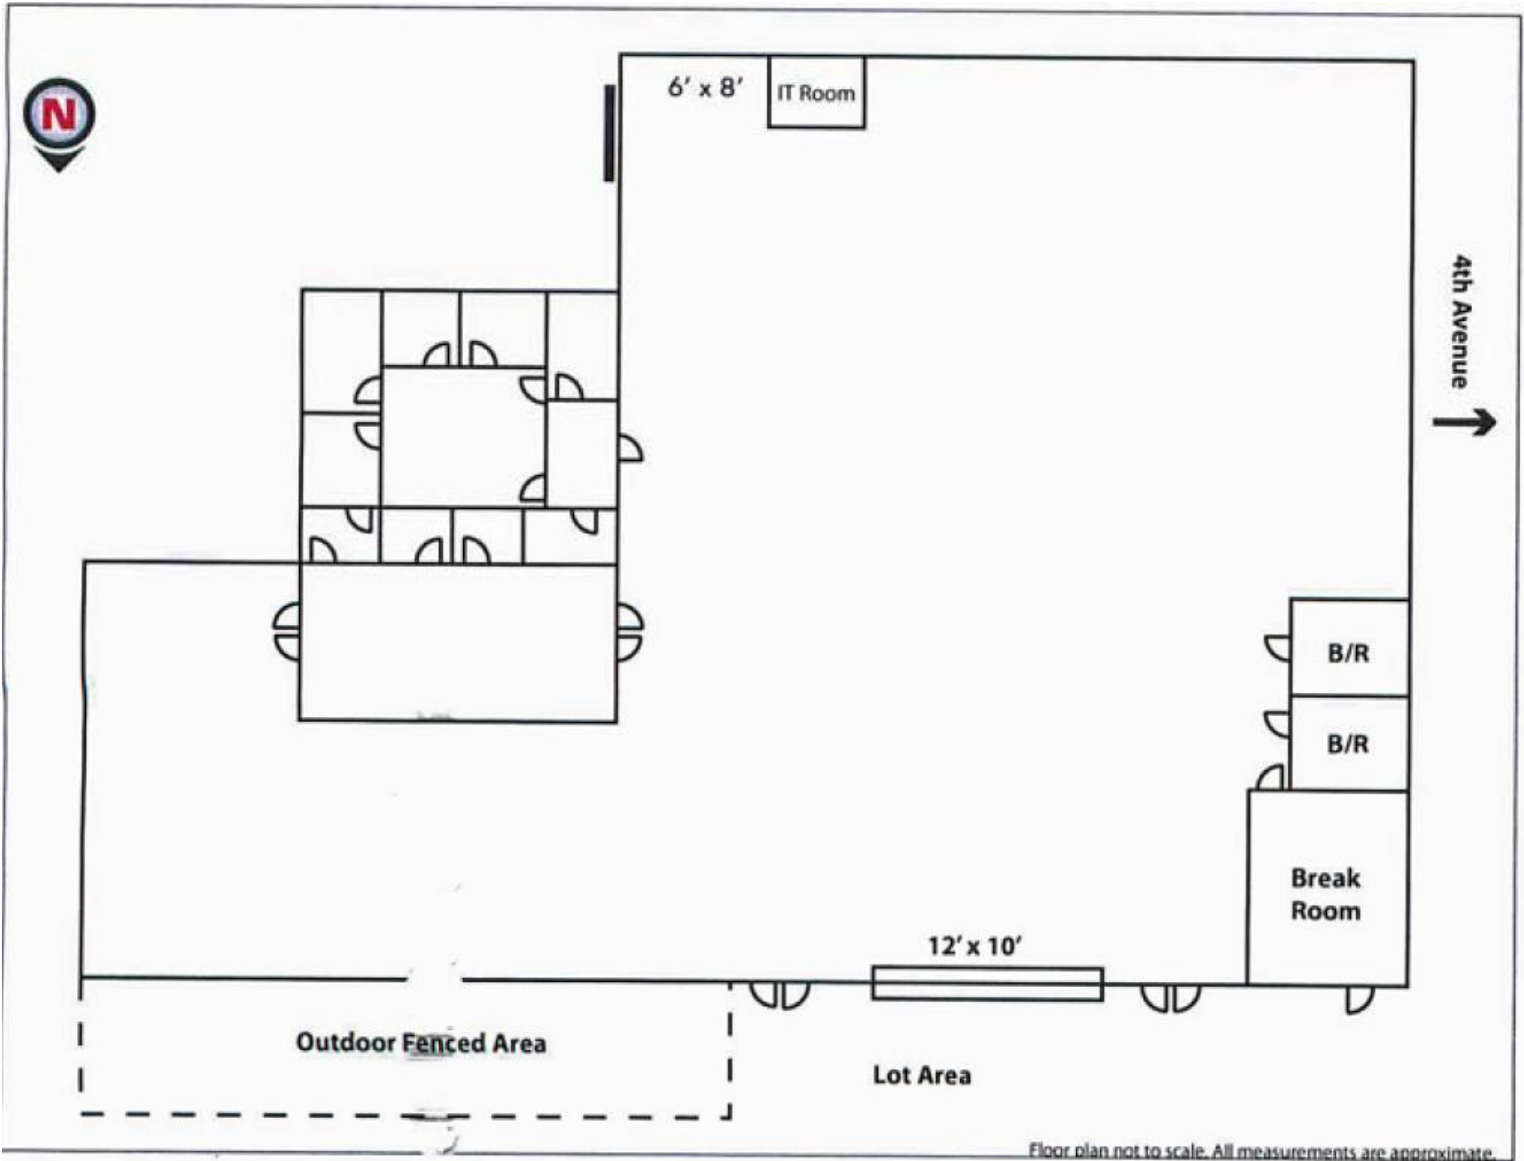 6’ x 8’
IT Room
N
4th Avenue
B/R
B/R
Break
Room
12’ x 10’
Outdoor Fenced Area
Lot Area
Floor plan not to scale. All measurements are approximate.